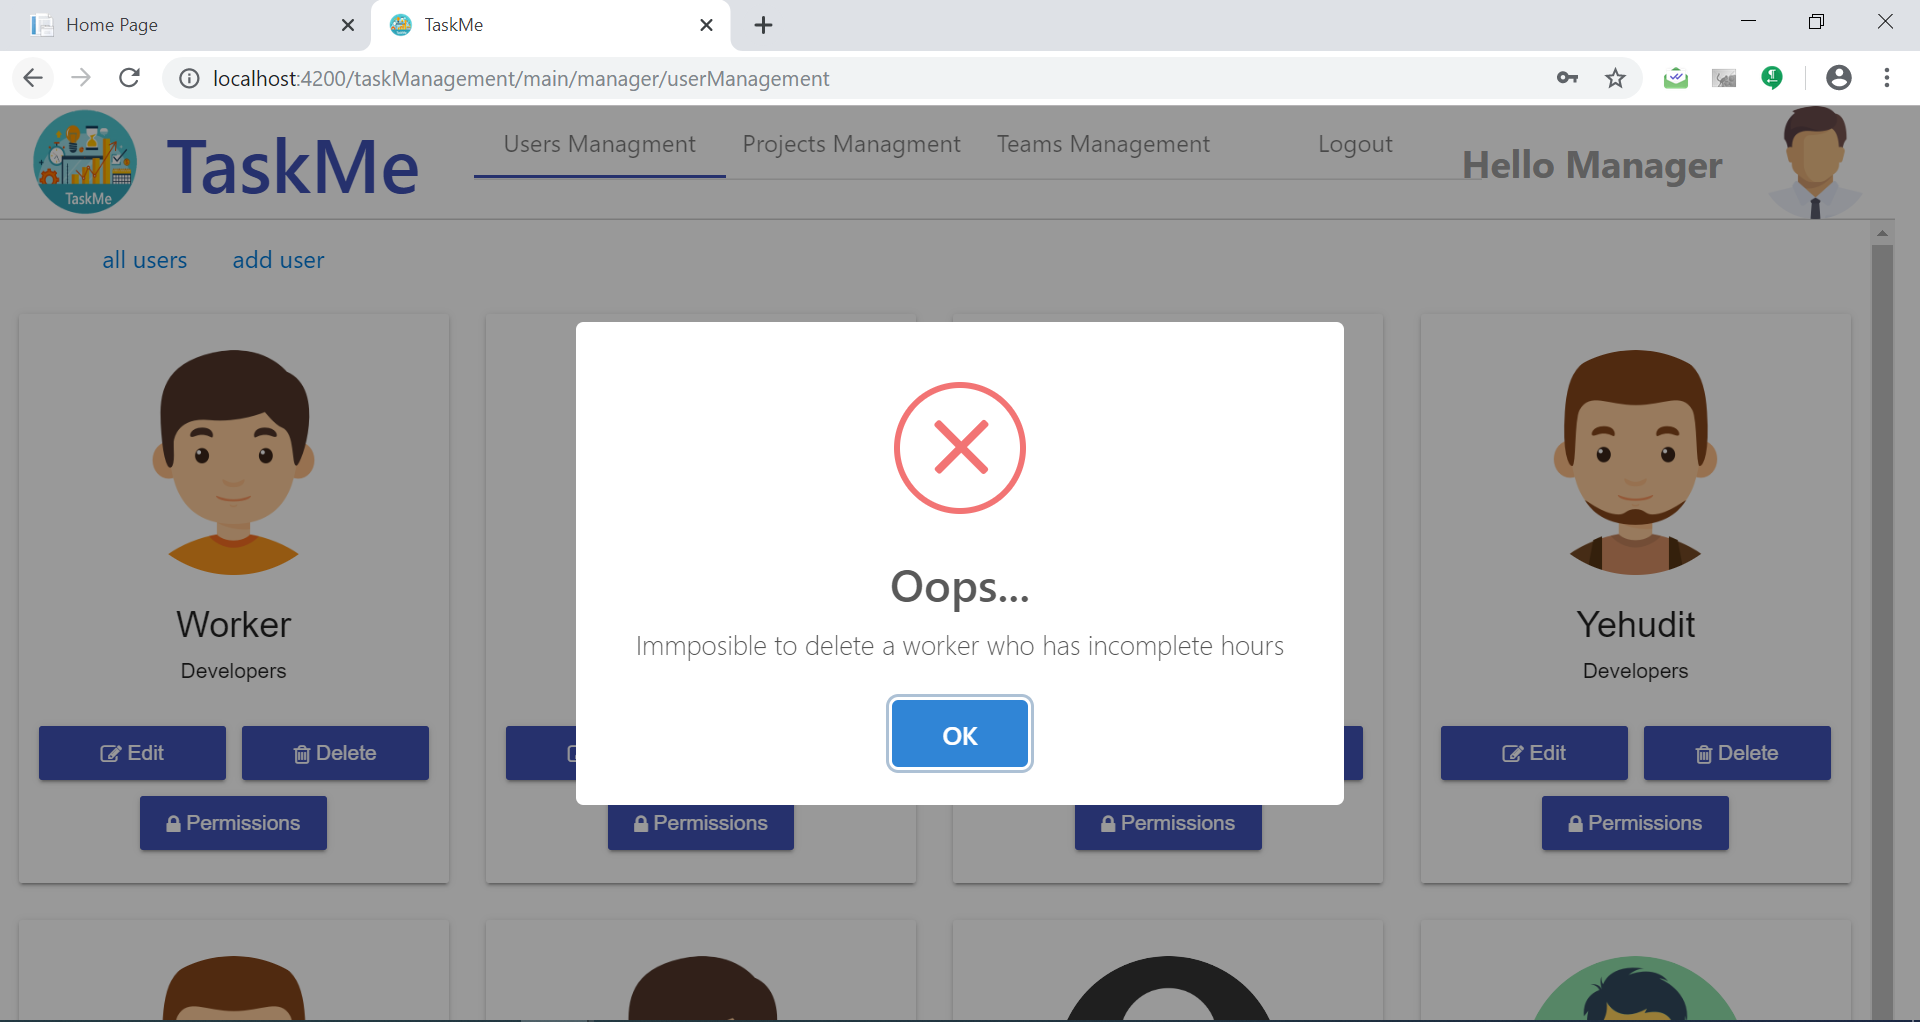 Home Page
TaskMe
localhost:4200/taskManagement/main/manager/userManagement
TaskMe
TaskMe
Users Managment
Projects Managment
Teams Management
Logout
Hello Manager
all users
add user
Oops...
Immposible to delete a worker who has incomplete hours
OK
Worker
Developers
Edit
Delete
Permissions
Permissions
Permissions
Yehudit
Developers
Edit
Delete
Permissions